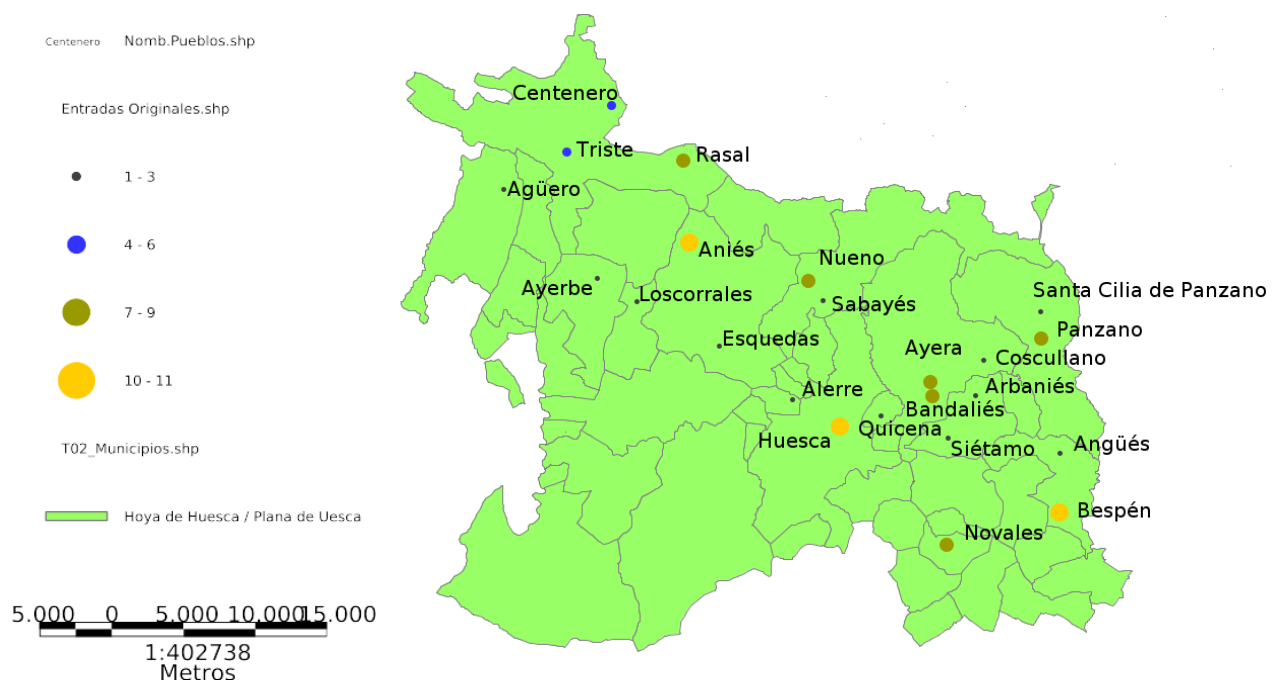 Centenero Nomb.Pueblos.shp
Entradas Originales.shp
1 - 3
4 - 6
7 - 9
10 - 11
T02_Municipios.shp
Hoya de Huesca / Plana de Uesca
5.000 0 5.000 10.000 15.000
1:402738
Metros
Centenero
Triste
Rasal
Agüero
Aniés
Nueno
Ayerbe
Loscorrales
Sabayés
Santa Cilia de Panzano
Panzano
Esquedas
Ayera
Coscullano
Alerre
Arbaniés
Bandaliés
Huesca
Quicena
Siétamo
Angüés
Bespén
Novales